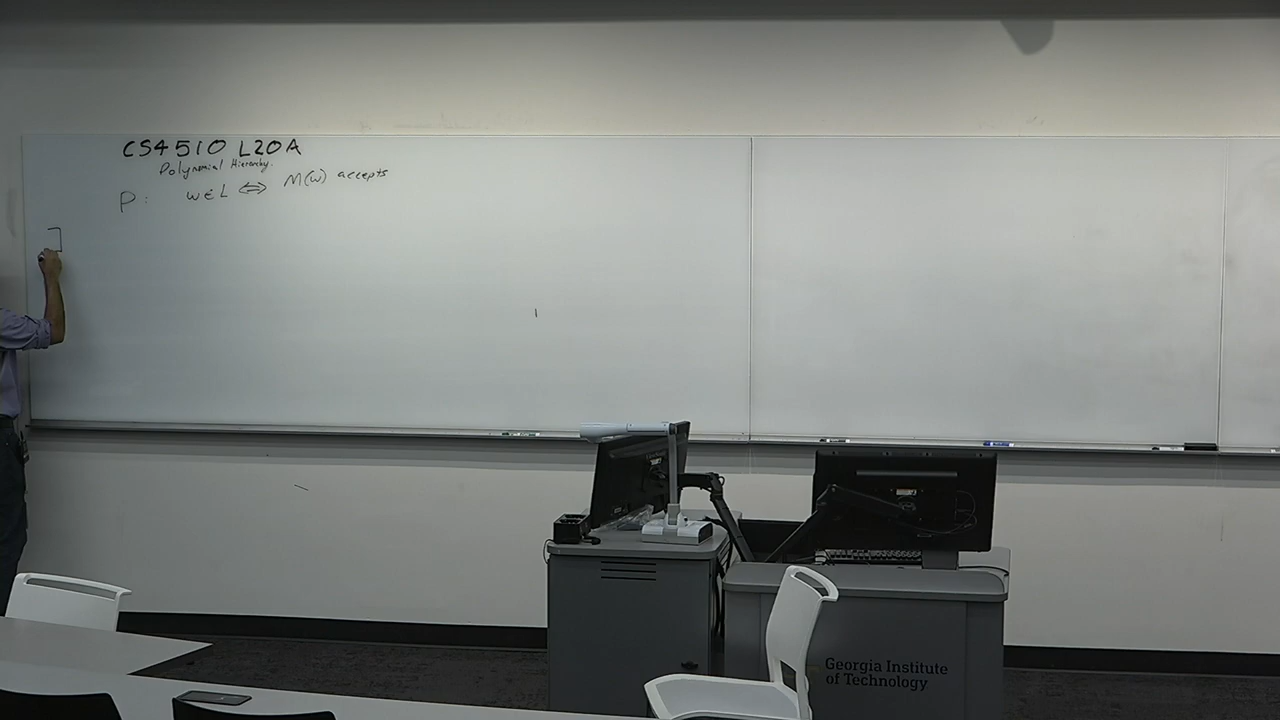 CS4510 L20A
Polynomial Hierarchy.
P: w∈L ⇔ M(w) accepts
∃
Georgia Institute
of Technology